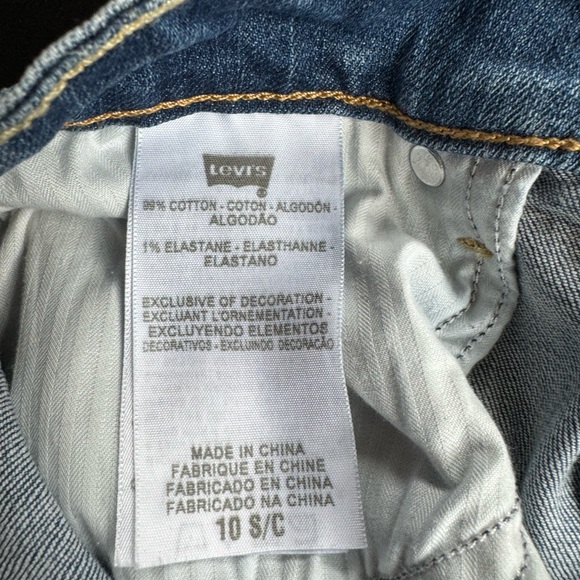 Levi's
®
99% COTTON - COTON - ALGODÓN -
ALGODÃO
1% ELASTANE - ELASTHANNE -
ELASTANO
EXCLUSIVE OF DECORATION -
EXCLUANT L'ORNEMENTATION -
EXCLUYENDO ELEMENTOS
DECORATIVOS - EXCLUINDO DECORAÇÃO
MADE IN CHINA
FABRIQUE EN CHINE
FABRICADO EN CHINA
FABRICADO NA CHINA
10 S/C